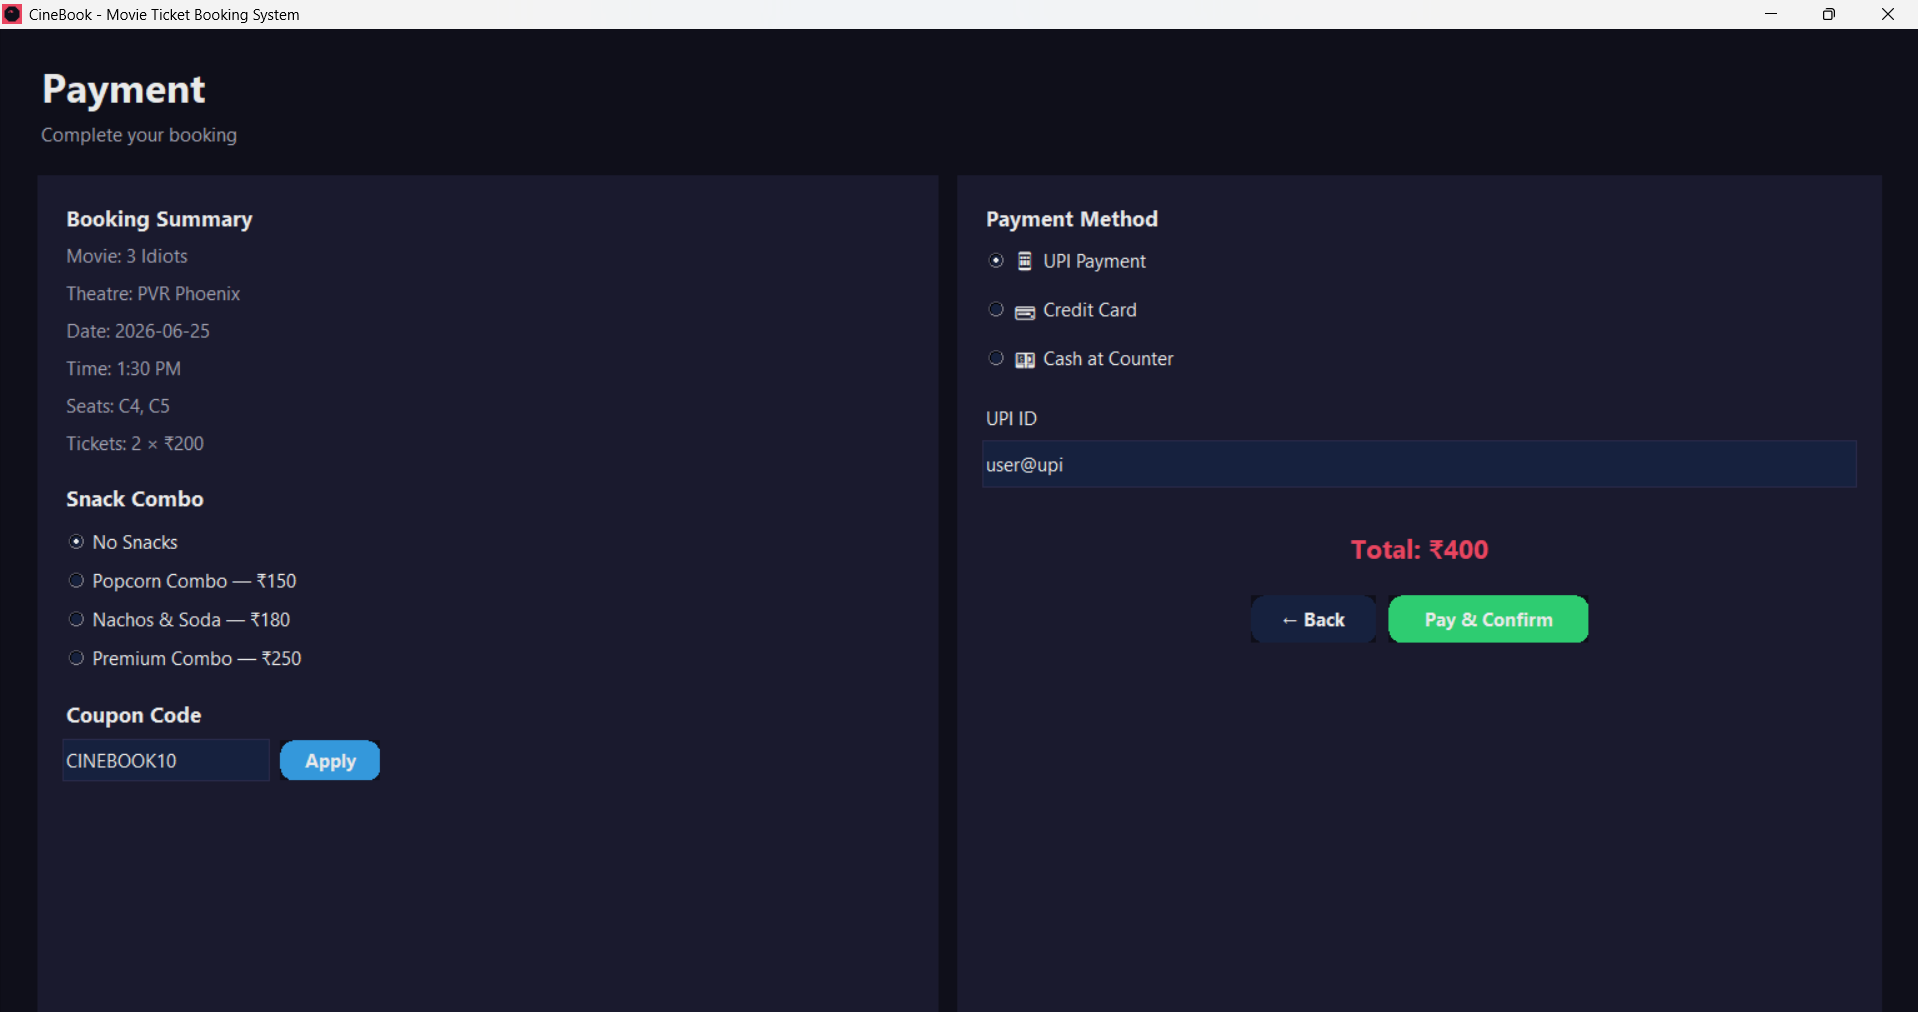 CineBook - Movie Ticket Booking System
Payment
Complete your booking
Booking Summary
Movie: 3 Idiots
Theatre: PVR Phoenix
Date: 2026-06-25
Time: 1:30 PM
Seats: C4, C5
Tickets: 2 × ₹200
Snack Combo
No Snacks
Popcorn Combo — ₹150
Nachos & Soda — ₹180
Premium Combo — ₹250
Coupon Code
CINEBOOK10
Apply
Payment Method
UPI Payment
Credit Card
Cash at Counter
UPI ID
user@upi
Total: ₹400
← Back
Pay & Confirm